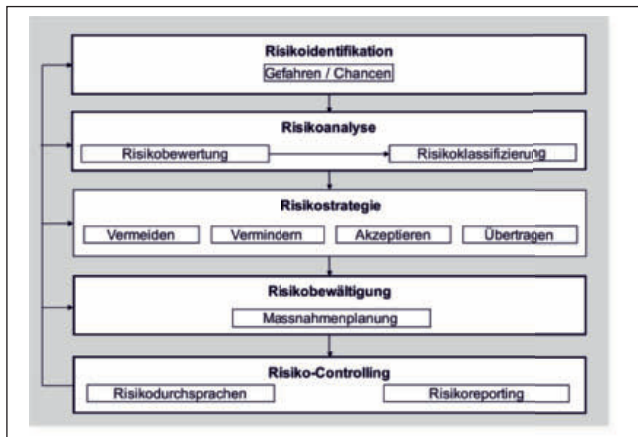 Risikoidentifikation
Gefahren / Chancen
Risikoanalyse
Risikobewertung
Risikoklassifizierung
Risikostrategie
Vermeiden
Vermindern
Akzeptieren
Übertragen
Risikobewältigung
Massnahmenplanung
Risiko-Controlling
Risikodurchsprachen
Risikoreporting